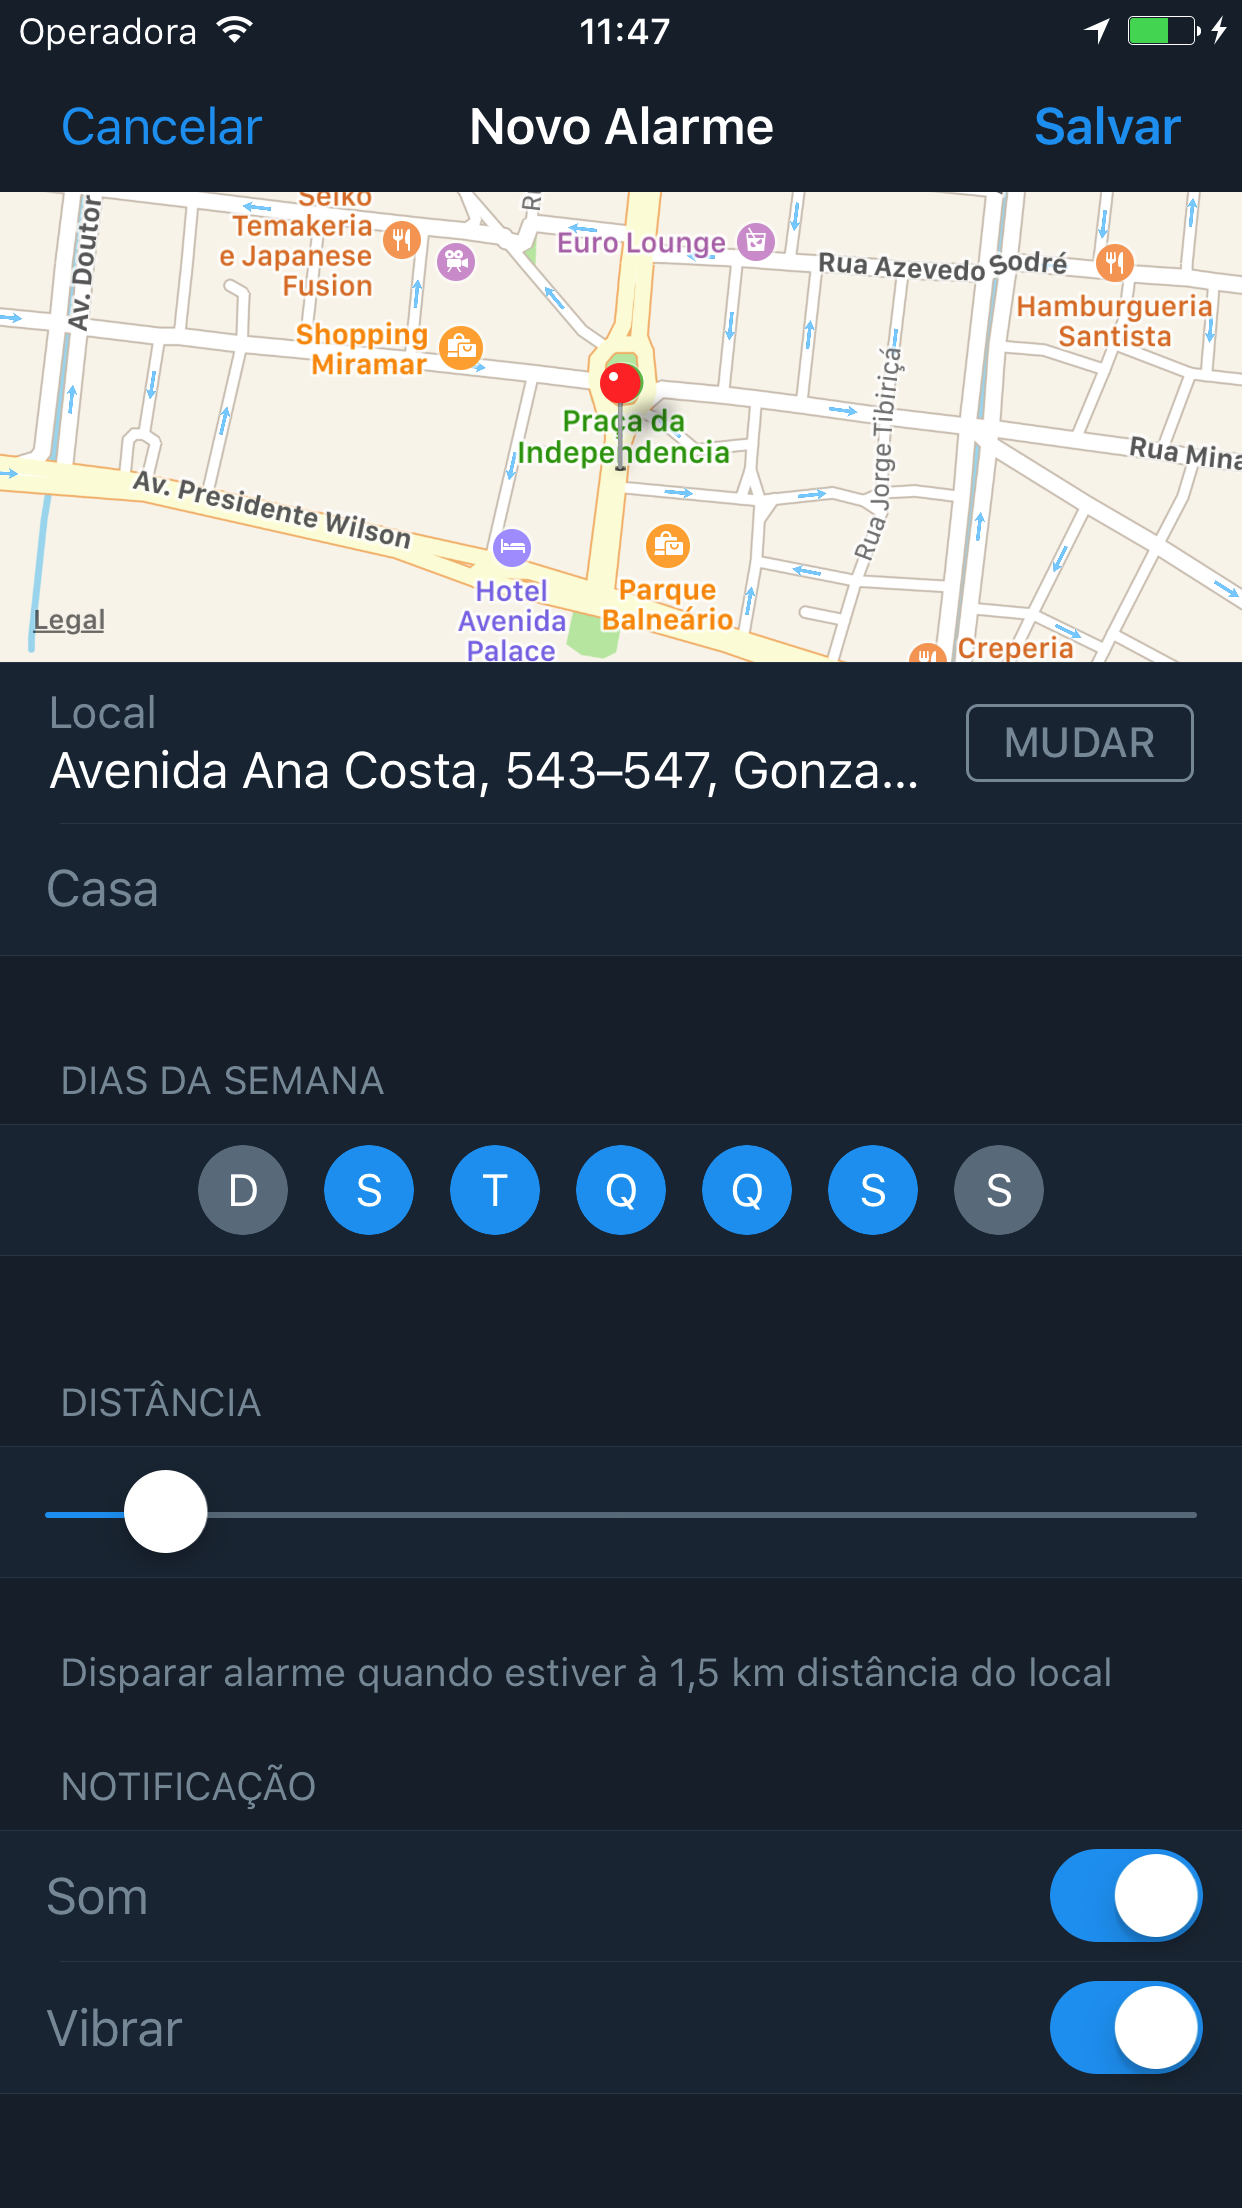 Operadora
11:47
Cancelar
Novo Alarme
Salvar
Av. Doutor
Seiko
Temakeria
e Japanese
Fusion
Euro Lounge
Rua Azevedo Sodré
Hamburgueria
Santista
Shopping
Miramar
Praça da
Independencia
Rua Jorge Tibiriçá
Rua Mina
Av. Presidente Wilson
Hotel
Avenida
Palace
Parque
Balneário
Creperia
Legal
Local
Avenida Ana Costa, 543–547, Gonza...
MUDAR
Casa
DIAS DA SEMANA
D S T Q Q S S
DISTÂNCIA
Disparar alarme quando estiver à 1,5 km distância do local
NOTIFICAÇÃO
Som
Vibrar